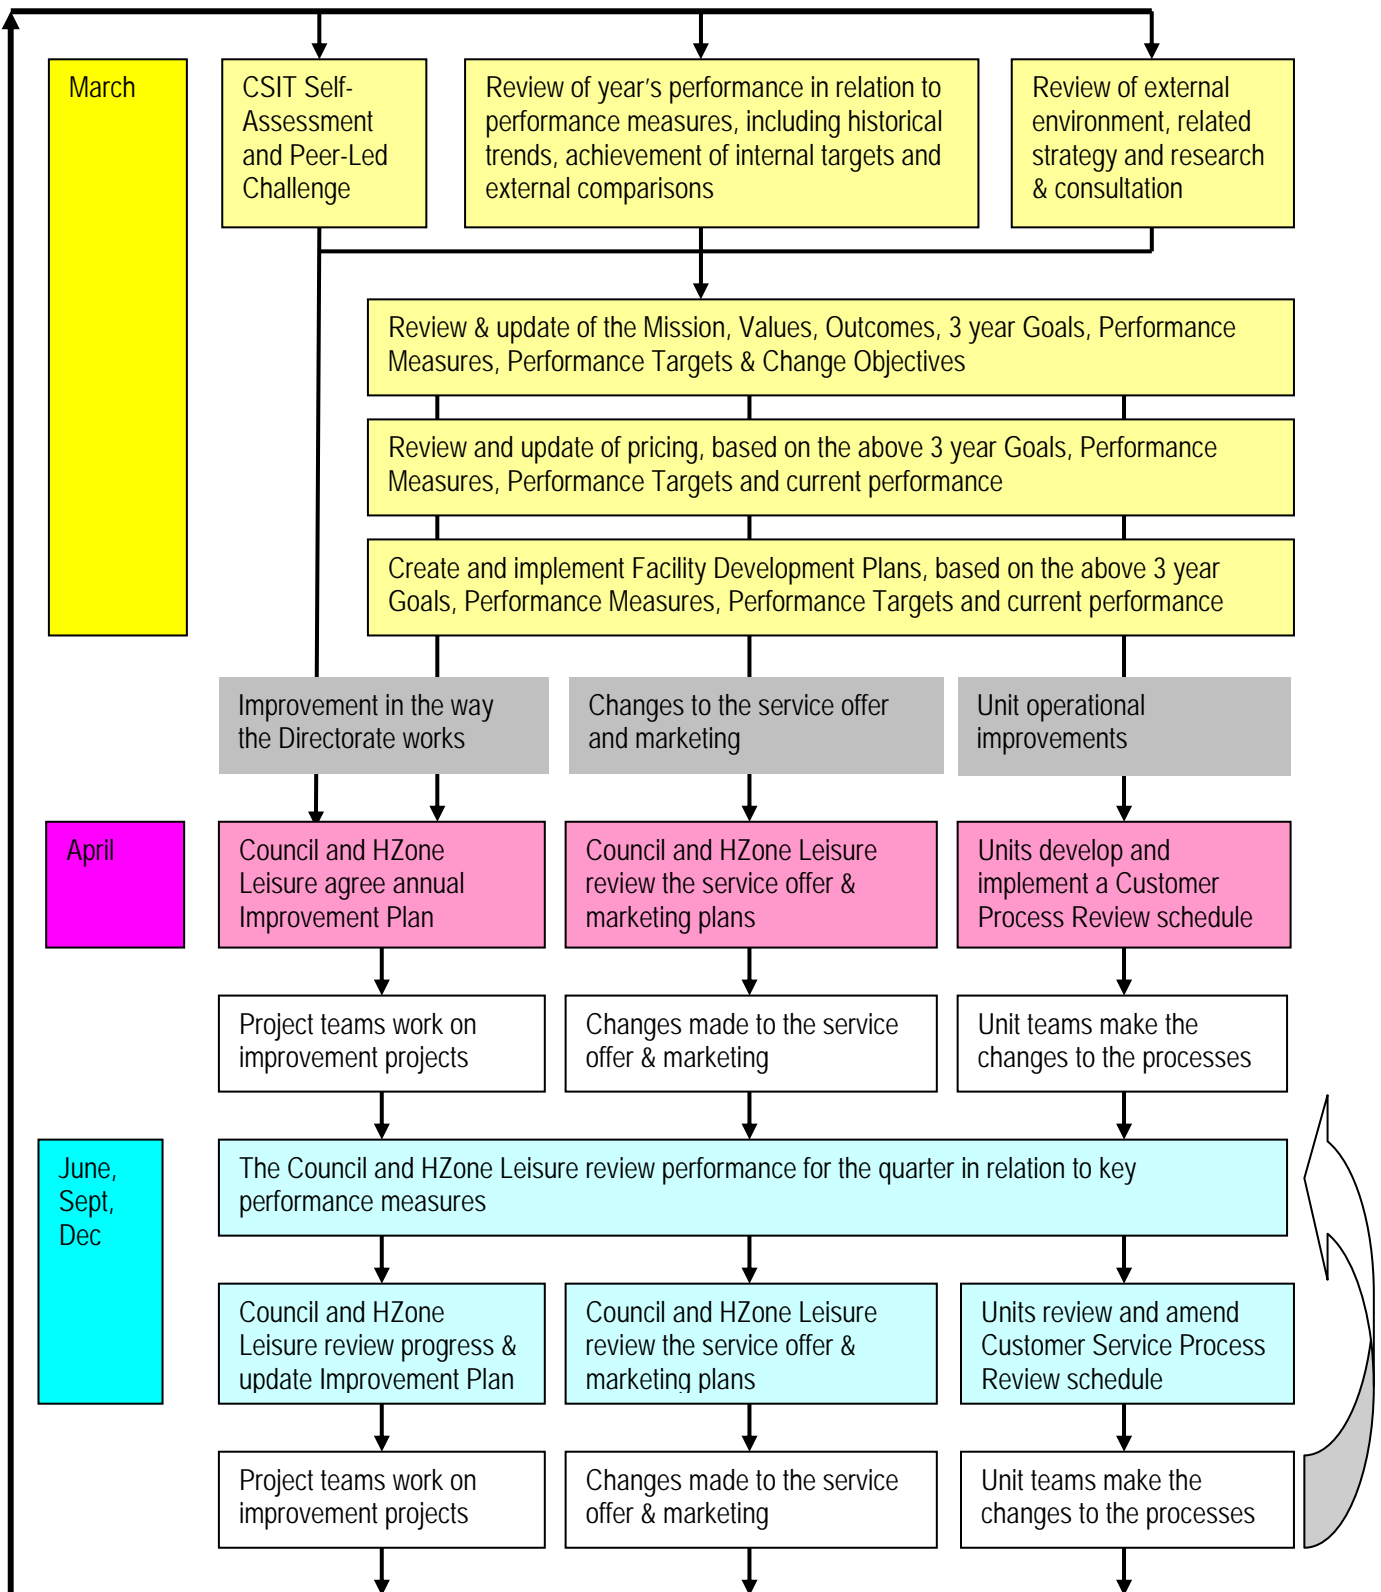 March
CSIT Self-
Assessment
and Peer-Led
Challenge
Review of year's performance in relation to
performance measures, including historical
trends, achievement of internal targets and
external comparisons
Review of external
environment, related
strategy and research
& consultation
Review & update of the Mission, Values, Outcomes, 3 year Goals, Performance
Measures, Performance Targets & Change Objectives
Review and update of pricing, based on the above 3 year Goals, Performance
Measures, Performance Targets and current performance
Create and implement Facility Development Plans, based on the above 3 year
Goals, Performance Measures, Performance Targets and current performance
Improvement in the way
the Directorate works
Changes to the service offer
and marketing
Unit operational
improvements
April
Council and HZone
Leisure agree annual
Improvement Plan
Council and HZone Leisure
review the service offer &
marketing plans
Units develop and
implement a Customer
Process Review schedule
Project teams work on
improvement projects
Changes made to the service
offer & marketing
Unit teams make the
changes to the processes
June,
Sept,
Dec
The Council and HZone Leisure review performance for the quarter in relation to key
performance measures
Council and HZone
Leisure review progress &
update Improvement Plan
Council and HZone Leisure
review the service offer &
marketing plans
Units review and amend
Customer Service Process
Review schedule
Project teams work on
improvement projects
Changes made to the service
offer & marketing
Unit teams make the
changes to the processes